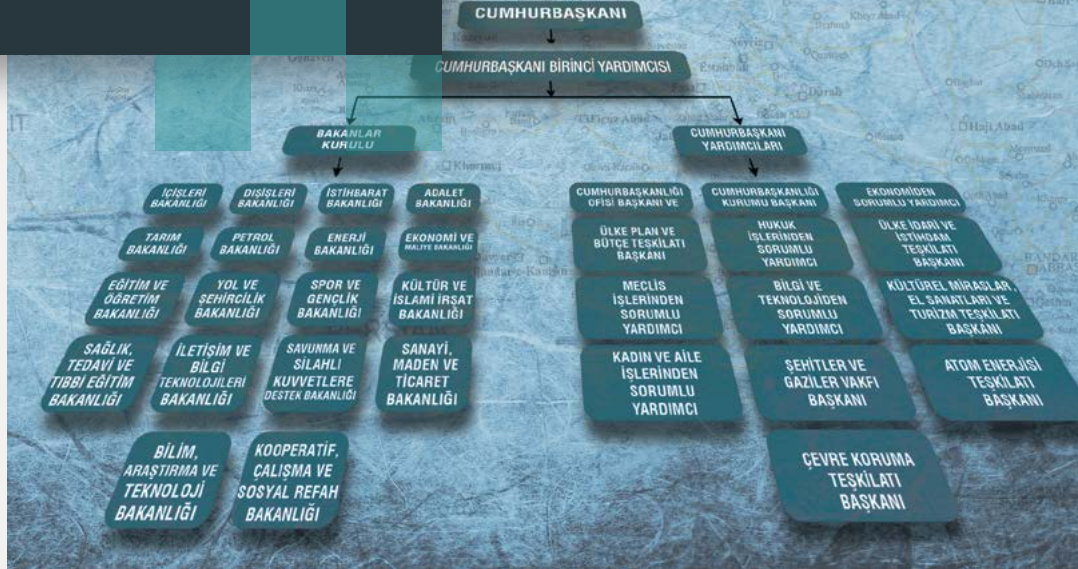 CUMHURBAŞKANI
CUMHURBAŞKANI BİRİNCİ YARDIMCISI
BAKANLAR
KURULU
CUMHURBAŞKANI
YARDIMCILARI
İÇİŞLERİ
BAKANLIĞI
DIŞİŞLERİ
BAKANLIĞI
İSTİHBARAT
BAKANLIĞI
ADALET
BAKANLIĞI
TARIM
BAKANLIĞI
PETROL
BAKANLIĞI
ENERJİ
BAKANLIĞI
EKONOMİ VE
MALİYE BAKANLIĞI
EĞİTİM VE
ÖĞRETİM
BAKANLIĞI
YOL VE
ŞEHİRCİLİK
BAKANLIĞI
SPOR VE
GENÇLİK
BAKANLIĞI
KÜLTÜR VE
İSLAMİ İRŞAT
BAKANLIĞI
SAĞLIK,
TEDAVİ VE
TIBBİ EĞİTİM
BAKANLIĞI
İLETİŞİM VE
BİLGİ
TEKNOLOJİLERİ
BAKANLIĞI
SAVUNMA VE
SİLAHLI
KUVVETLERE
DESTEK BAKANLIĞI
SANAYİ,
MADEN VE
TİCARET
BAKANLIĞI
BİLİM,
ARAŞTIRMA VE
TEKNOLOJİ
BAKANLIĞI
KOOPERATİF,
ÇALIŞMA VE
SOSYAL REFAH
BAKANLIĞI
CUMHURBAŞKANLIĞI
OFİSİ BAŞKANI VE
CUMHURBAŞKANLIĞI
KURUMU BAŞKANI
EKONOMİDEN
SORUMLU YARDIMCI
ÜLKE PLAN VE
BÜTÇE TEŞKİLATI
BAŞKANI
HUKUK
İŞLERİNDEN
SORUMLU
YARDIMCI
ÜLKE İDARİ VE
İSTİHDAM
TEŞKİLATI
BAŞKANI
MECLİS
İŞLERİNDEN
SORUMLU
YARDIMCI
BİLGİ VE
TEKNOLOJİDEN
SORUMLU
YARDIMCI
KÜLTÜREL MİRASLAR,
EL SANATLARI VE
TURİZM TEŞKİLATI
BAŞKANI
KADIN VE AİLE
İŞLERİNDEN
SORUMLU
YARDIMCI
ŞEHİTLER VE
GAZİLER VAKFI
BAŞKANI
ATOM ENERJİSİ
TEŞKİLATI
BAŞKANI
ÇEVRE KORUMA
TEŞKİLATI
BAŞKANI